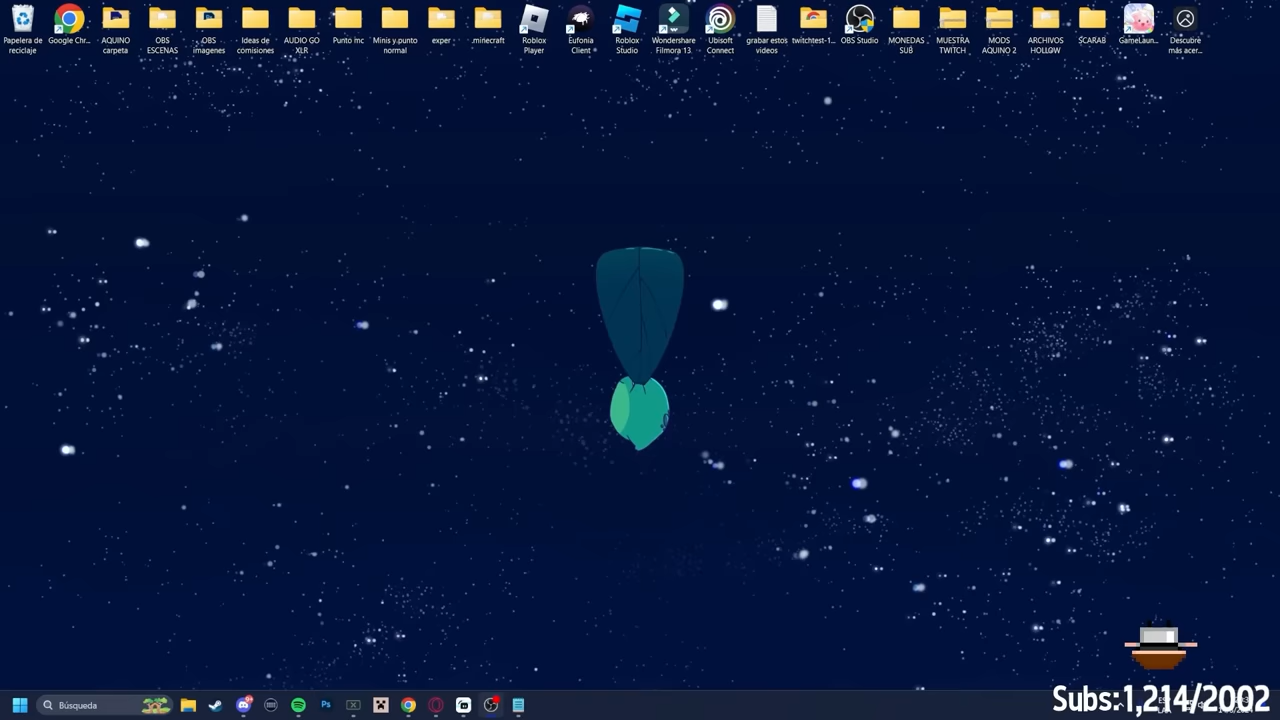 Papelera de reciclaje
Google Chr...
AQUINO carpeta
OBS ESCENAS
OBS imagenes
Ideas de comisiones
AUDIO GO XLR
Punto mc
Minis y punto normal
exper
.minecraft
Roblox Player
Eufonia Client
Roblox Studio
Wondershare Filmora 13
Ubisoft Connect
grabar estos videos
twitchtest-1...
OBS Studio
MONEDAS SUB
MUESTRA TWITCH
MODS AQUINO 2
ARCHIVOS HOLLOW
SCARAB
GameLaun...
Descubre más acer...
Búsqueda
Ps
Subs:1,214/2002